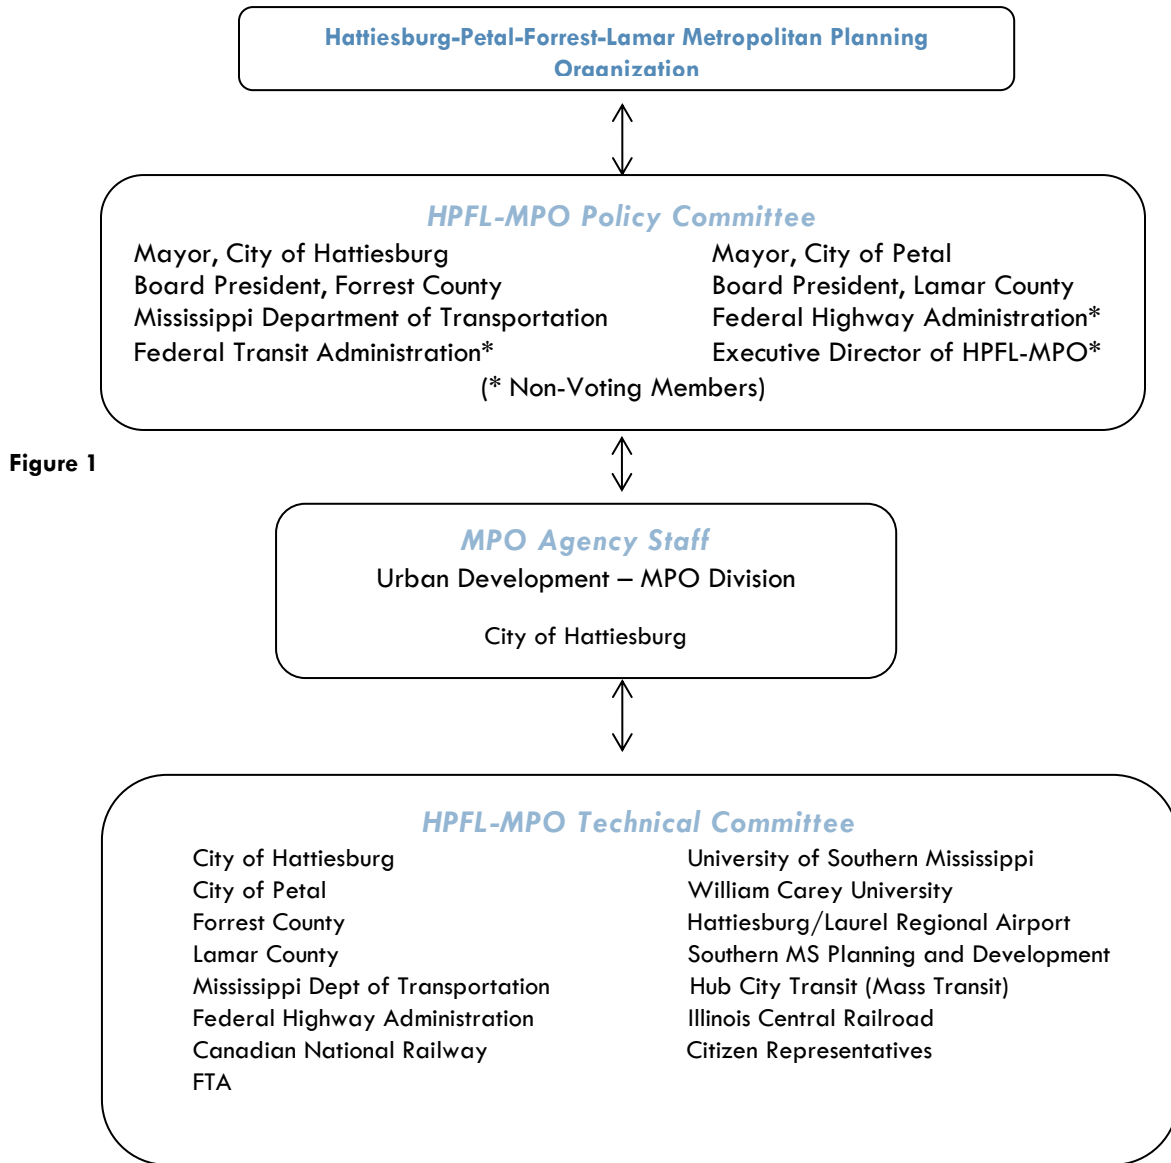 Hattiesburg-Petal-Forrest-Lamar Metropolitan Planning
Organization
HPFL-MPO Policy Committee
Mayor, City of Hattiesburg
Board President, Forrest County
Mississippi Department of Transportation
Federal Transit Administration*
Mayor, City of Petal
Board President, Lamar County
Federal Highway Administration*
Executive Director of HPFL-MPO*
(* Non-Voting Members)
Figure 1
MPO Agency Staff
Urban Development – MPO Division
City of Hattiesburg
HPFL-MPO Technical Committee
City of Hattiesburg
City of Petal
Forrest County
Lamar County
Mississippi Dept of Transportation
Federal Highway Administration
Canadian National Railway
FTA
University of Southern Mississippi
William Carey University
Hattiesburg/Laurel Regional Airport
Southern MS Planning and Development
Hub City Transit (Mass Transit)
Illinois Central Railroad
Citizen Representatives